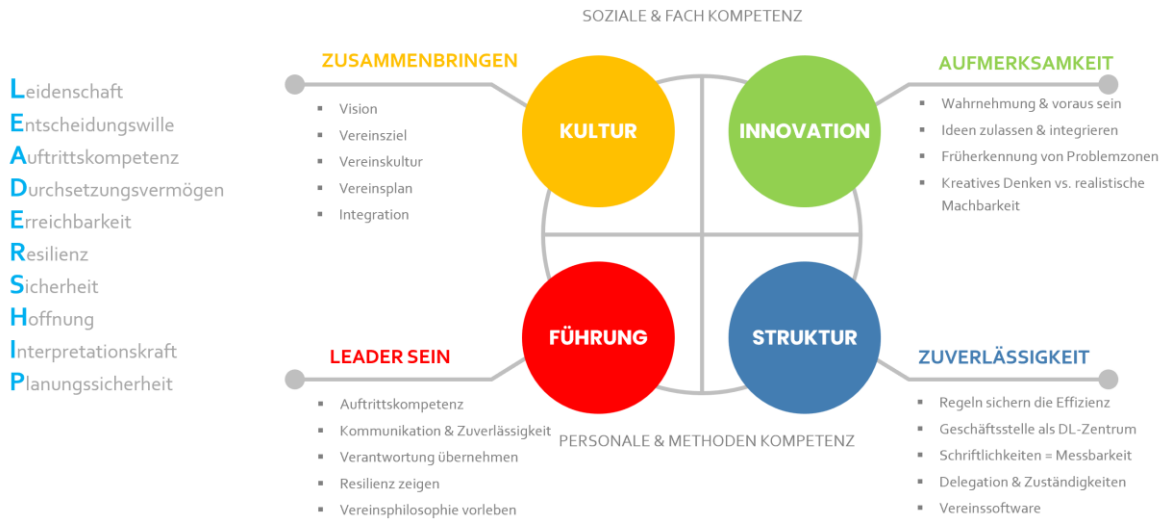 SOZIALE & FACH KOMPETENZ
Leidenschaft
Entscheidungswille
Auftrittskompetenz
Durchsetzungsvermögen
Erreichbarkeit
Resilienz
Sicherheit
Hoffnung
Interpretationskraft
Planungssicherheit
ZUSAMMENBRINGEN
▪ Vision
▪ Vereinsziel
▪ Vereinskultur
▪ Vereinsplan
▪ Integration
KULTUR
INNOVATION
AUFMERKSAMKEIT
▪ Wahrnehmung & voraus sein
▪ Ideen zulassen & integrieren
▪ Früherkennung von Problemzonen
▪ Kreatives Denken vs. realistische
Machbarkeit
LEADER SEIN
▪ Auftrittskompetenz
▪ Kommunikation & Zuverlässigkeit
▪ Verantwortung übernehmen
▪ Resilienz zeigen
▪ Vereinsphilosophie vorleben
FÜHRUNG
STRUKTUR
ZUVERLÄSSIGKEIT
▪ Regeln sichern die Effizienz
▪ Geschäftsstelle als DL-Zentrum
▪ Schriftlichkeiten = Messbarkeit
▪ Delegation & Zuständigkeiten
▪ Vereinssoftware
PERSONALE & METHODEN KOMPETENZ